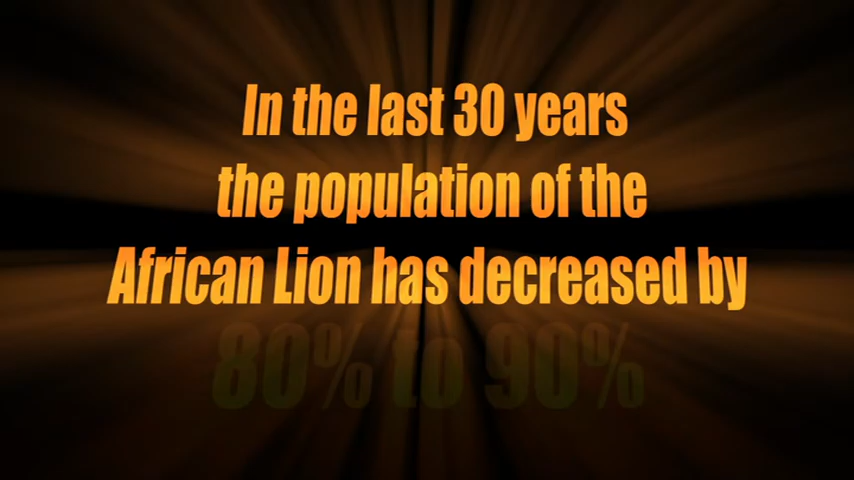 In the last 30 years
the population of the
African Lion has decreased by
80% to 90%